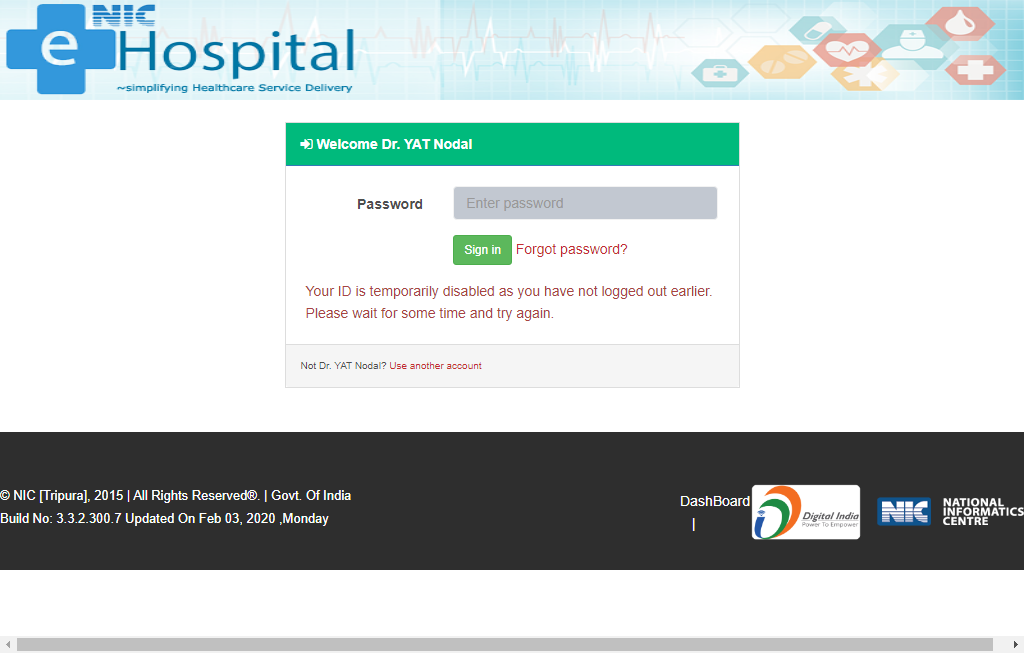 NIC
e Hospital
~simplifying Healthcare Service Delivery
Welcome Dr. YAT Nodal
Password
Enter password
Sign in Forgot password?
Your ID is temporarily disabled as you have not logged out earlier.
Please wait for some time and try again.
Not Dr. YAT Nodal? Use another account
© NIC [Tripura], 2015 | All Rights Reserved®. | Govt. Of India
Build No: 3.3.2.300.7 Updated On Feb 03, 2020 ,Monday
DashBoard
|
Digital India
Power To Empower
NIC
NATIONAL
INFORMATICS
CENTRE